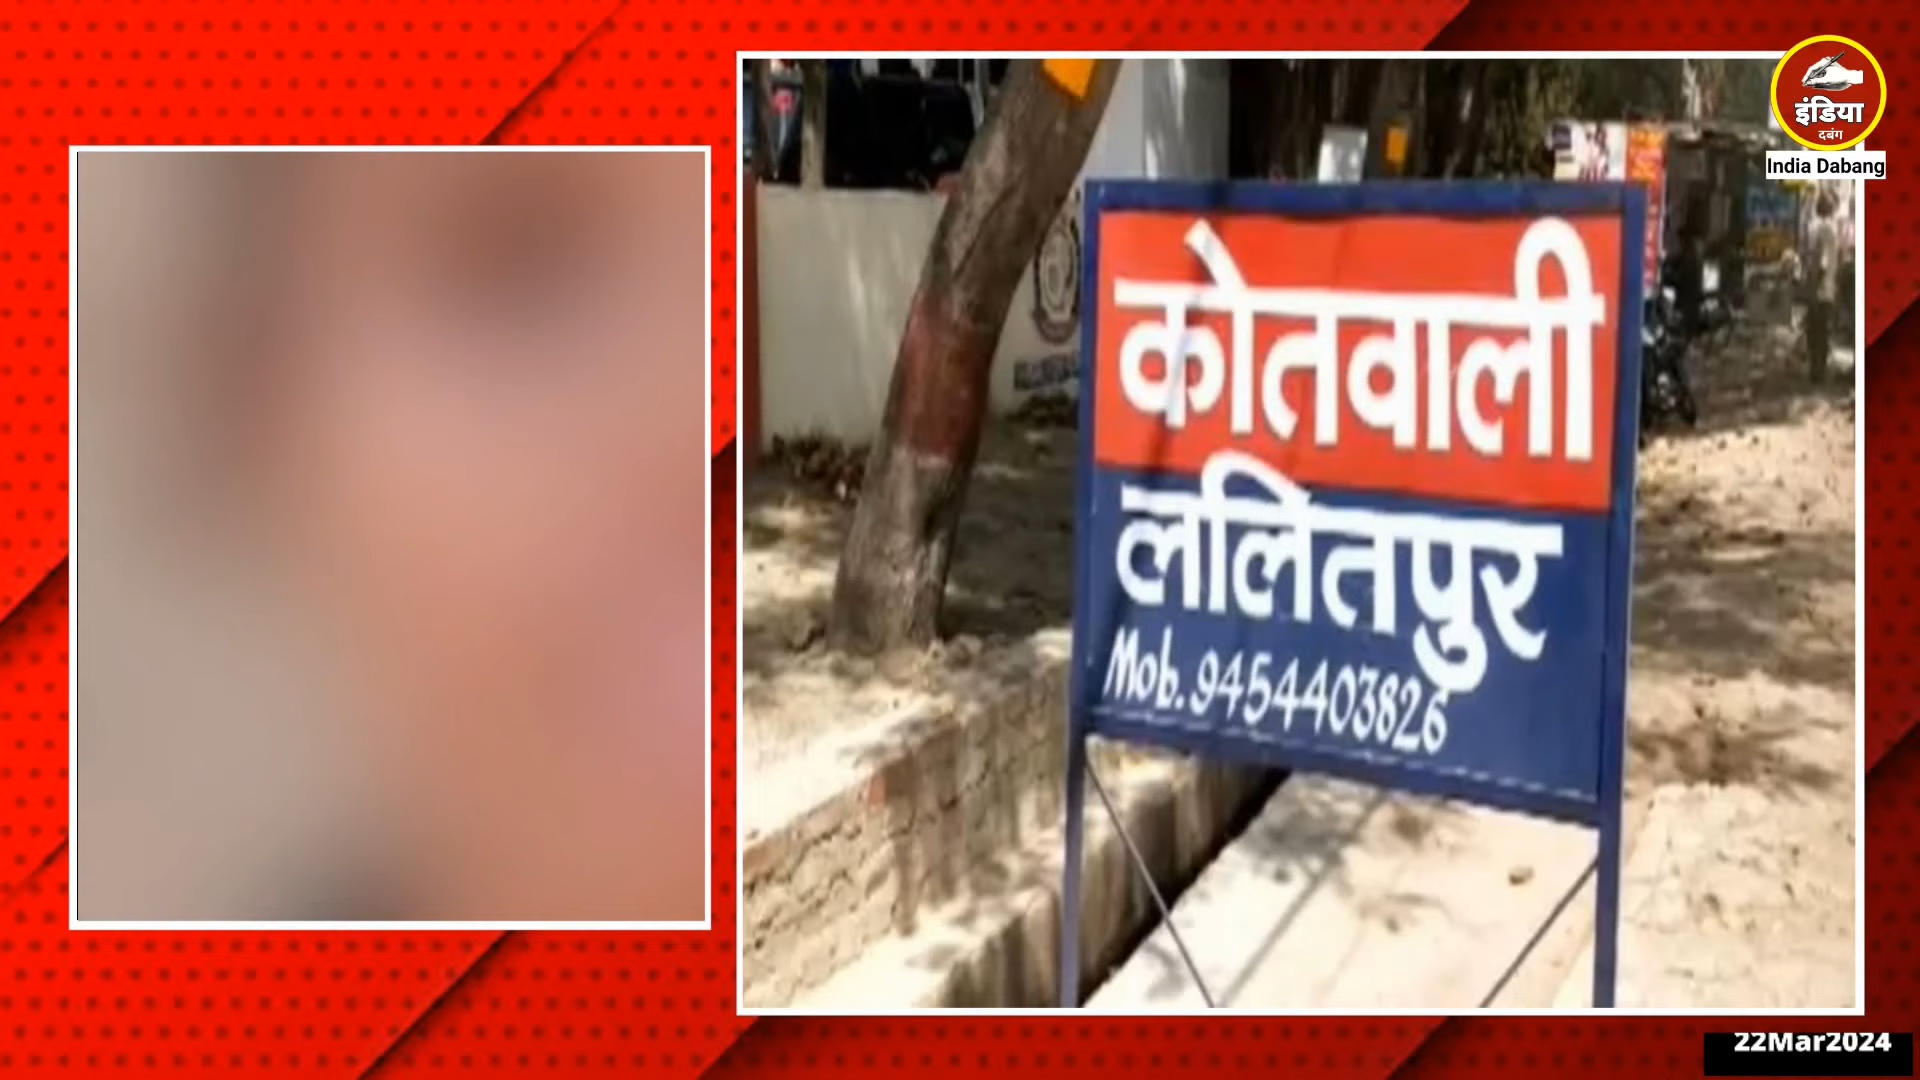 इंडिया
दबंग
India Dabang
कोतवाली
ललितपुर
Mob. 9454403826
22Mar2024